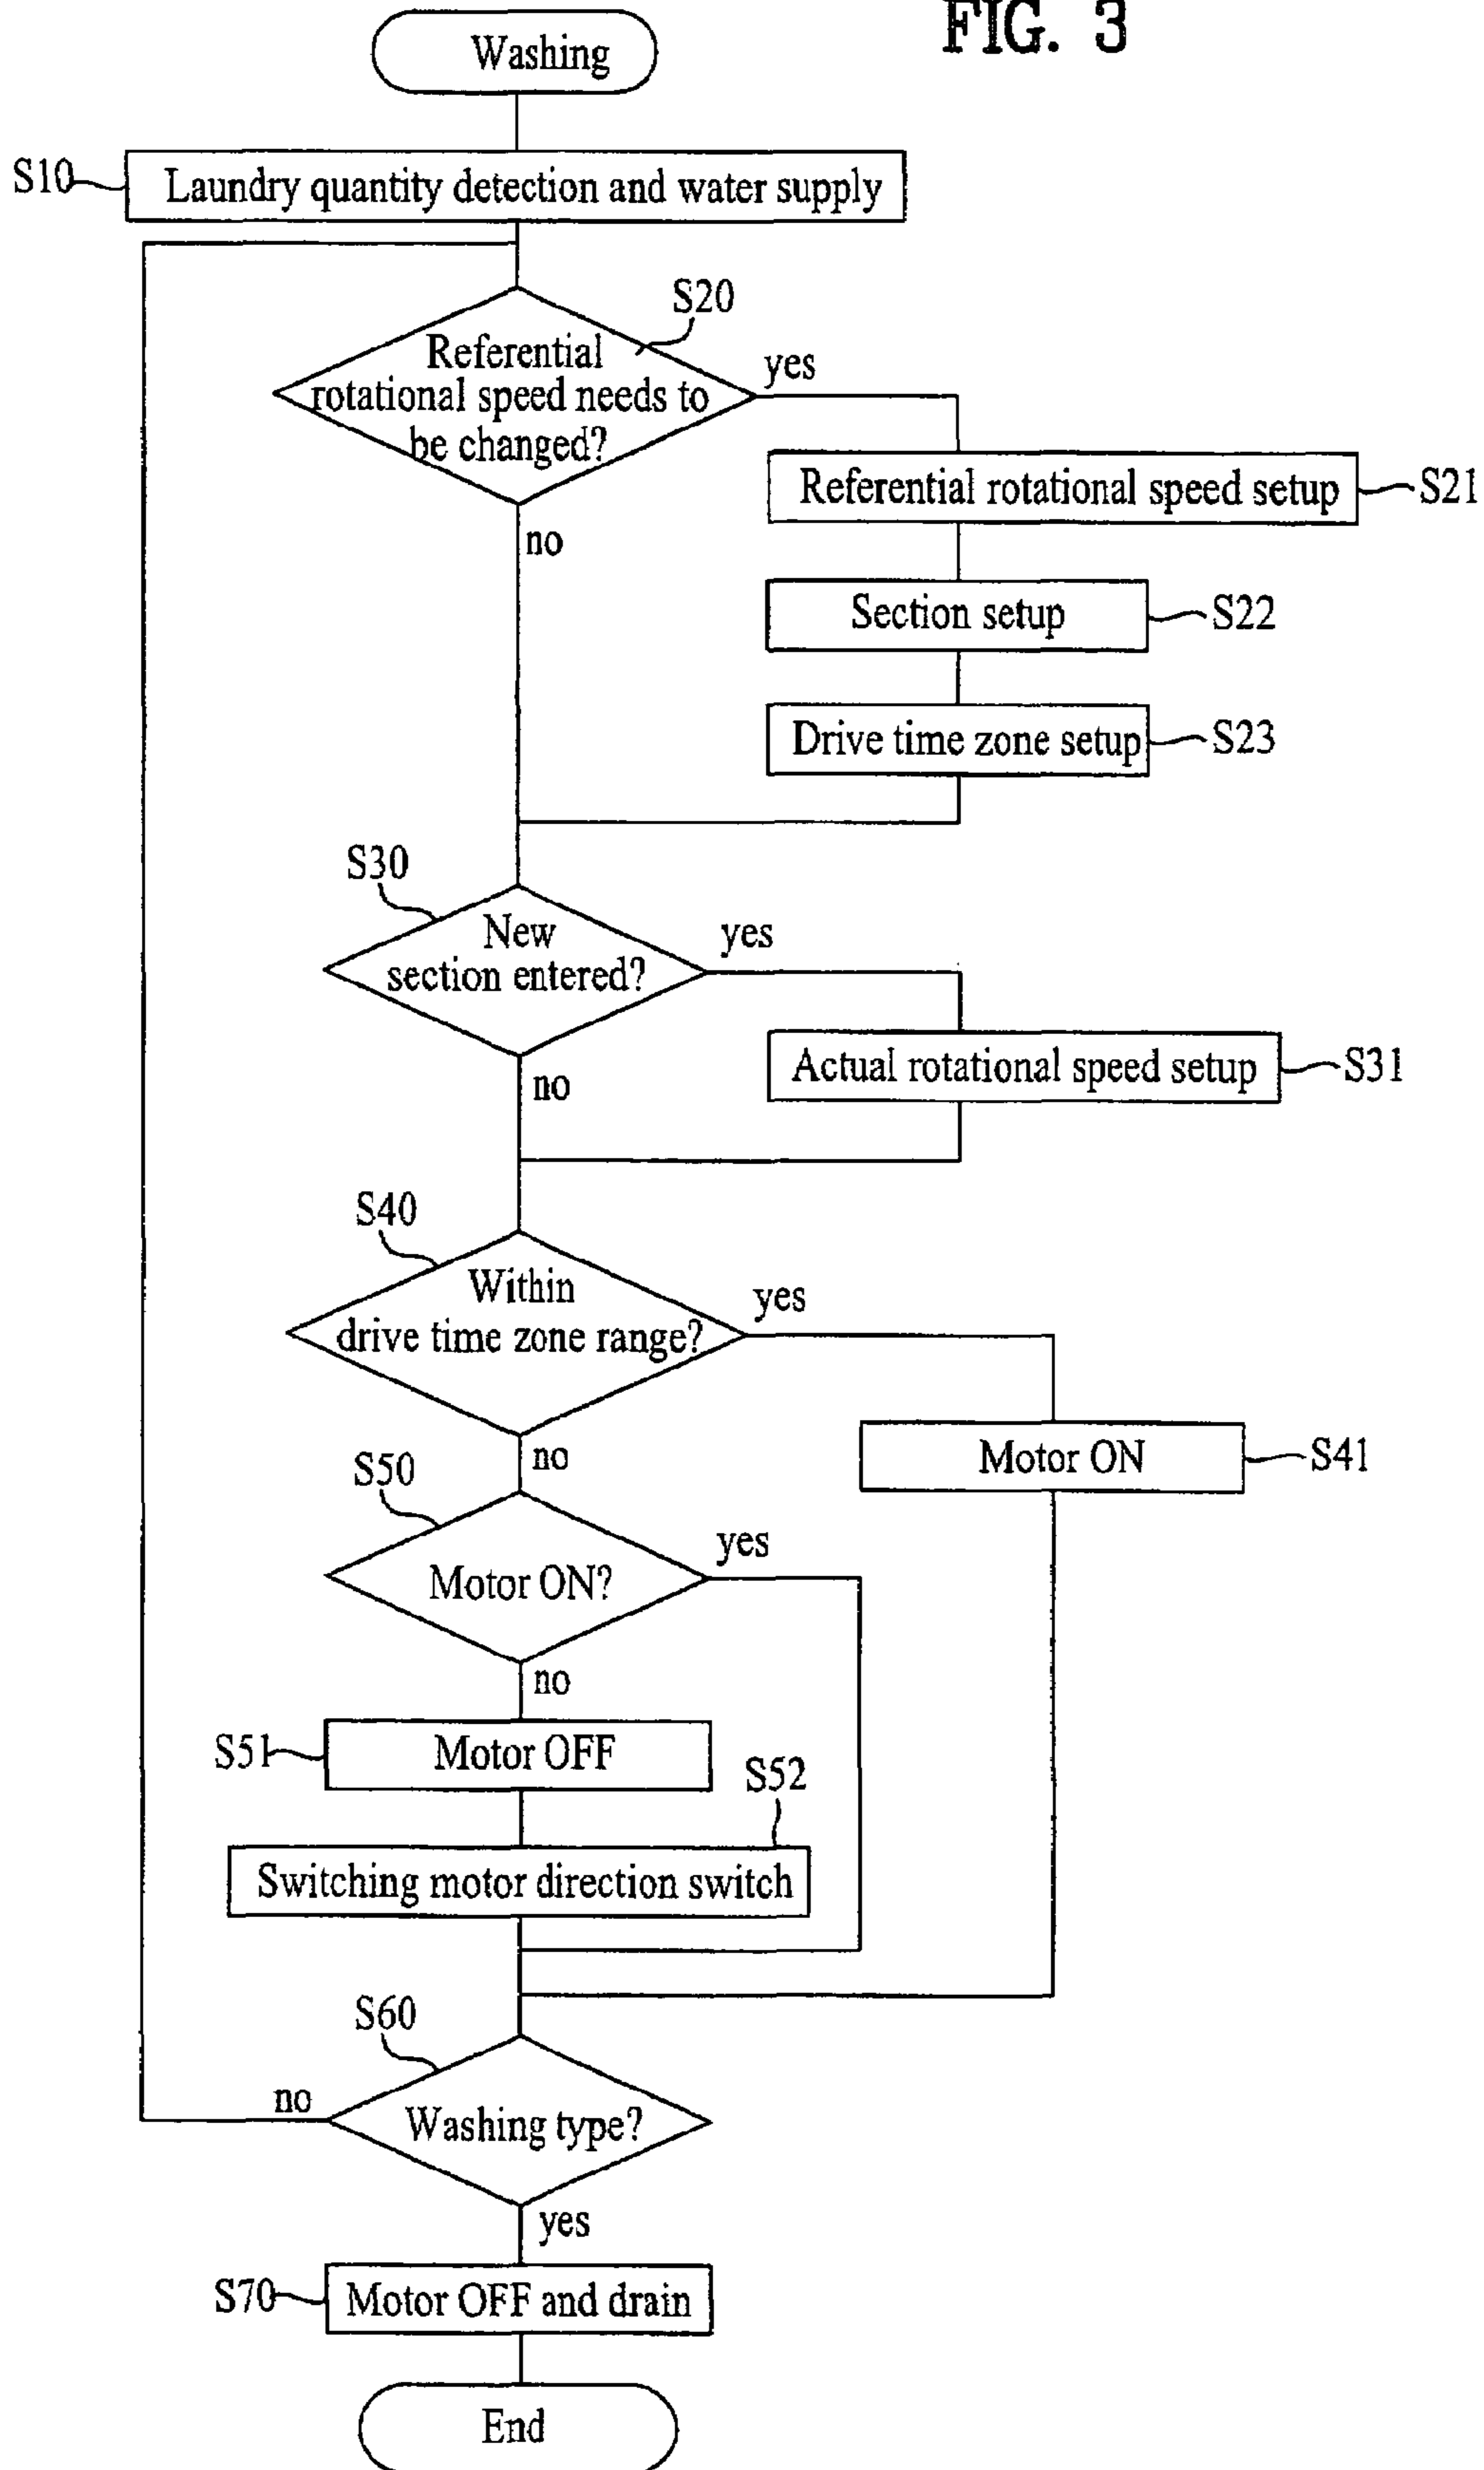 FIG. 3
Washing
S10
Laundry quantity detection and water supply
S20
Referential
rotational speed needs to
be changed?
yes
no
Referential rotational speed setup
S21
Section setup
S22
Drive time zone setup
S23
S30
New
section entered?
yes
no
Actual rotational speed setup
S31
S40
Within
drive time zone range?
yes
no
Motor ON
S41
S50
Motor ON?
yes
no
S51
Motor OFF
S52
Switching motor direction switch
S60
Washing type?
no
yes
S70
Motor OFF and drain
End